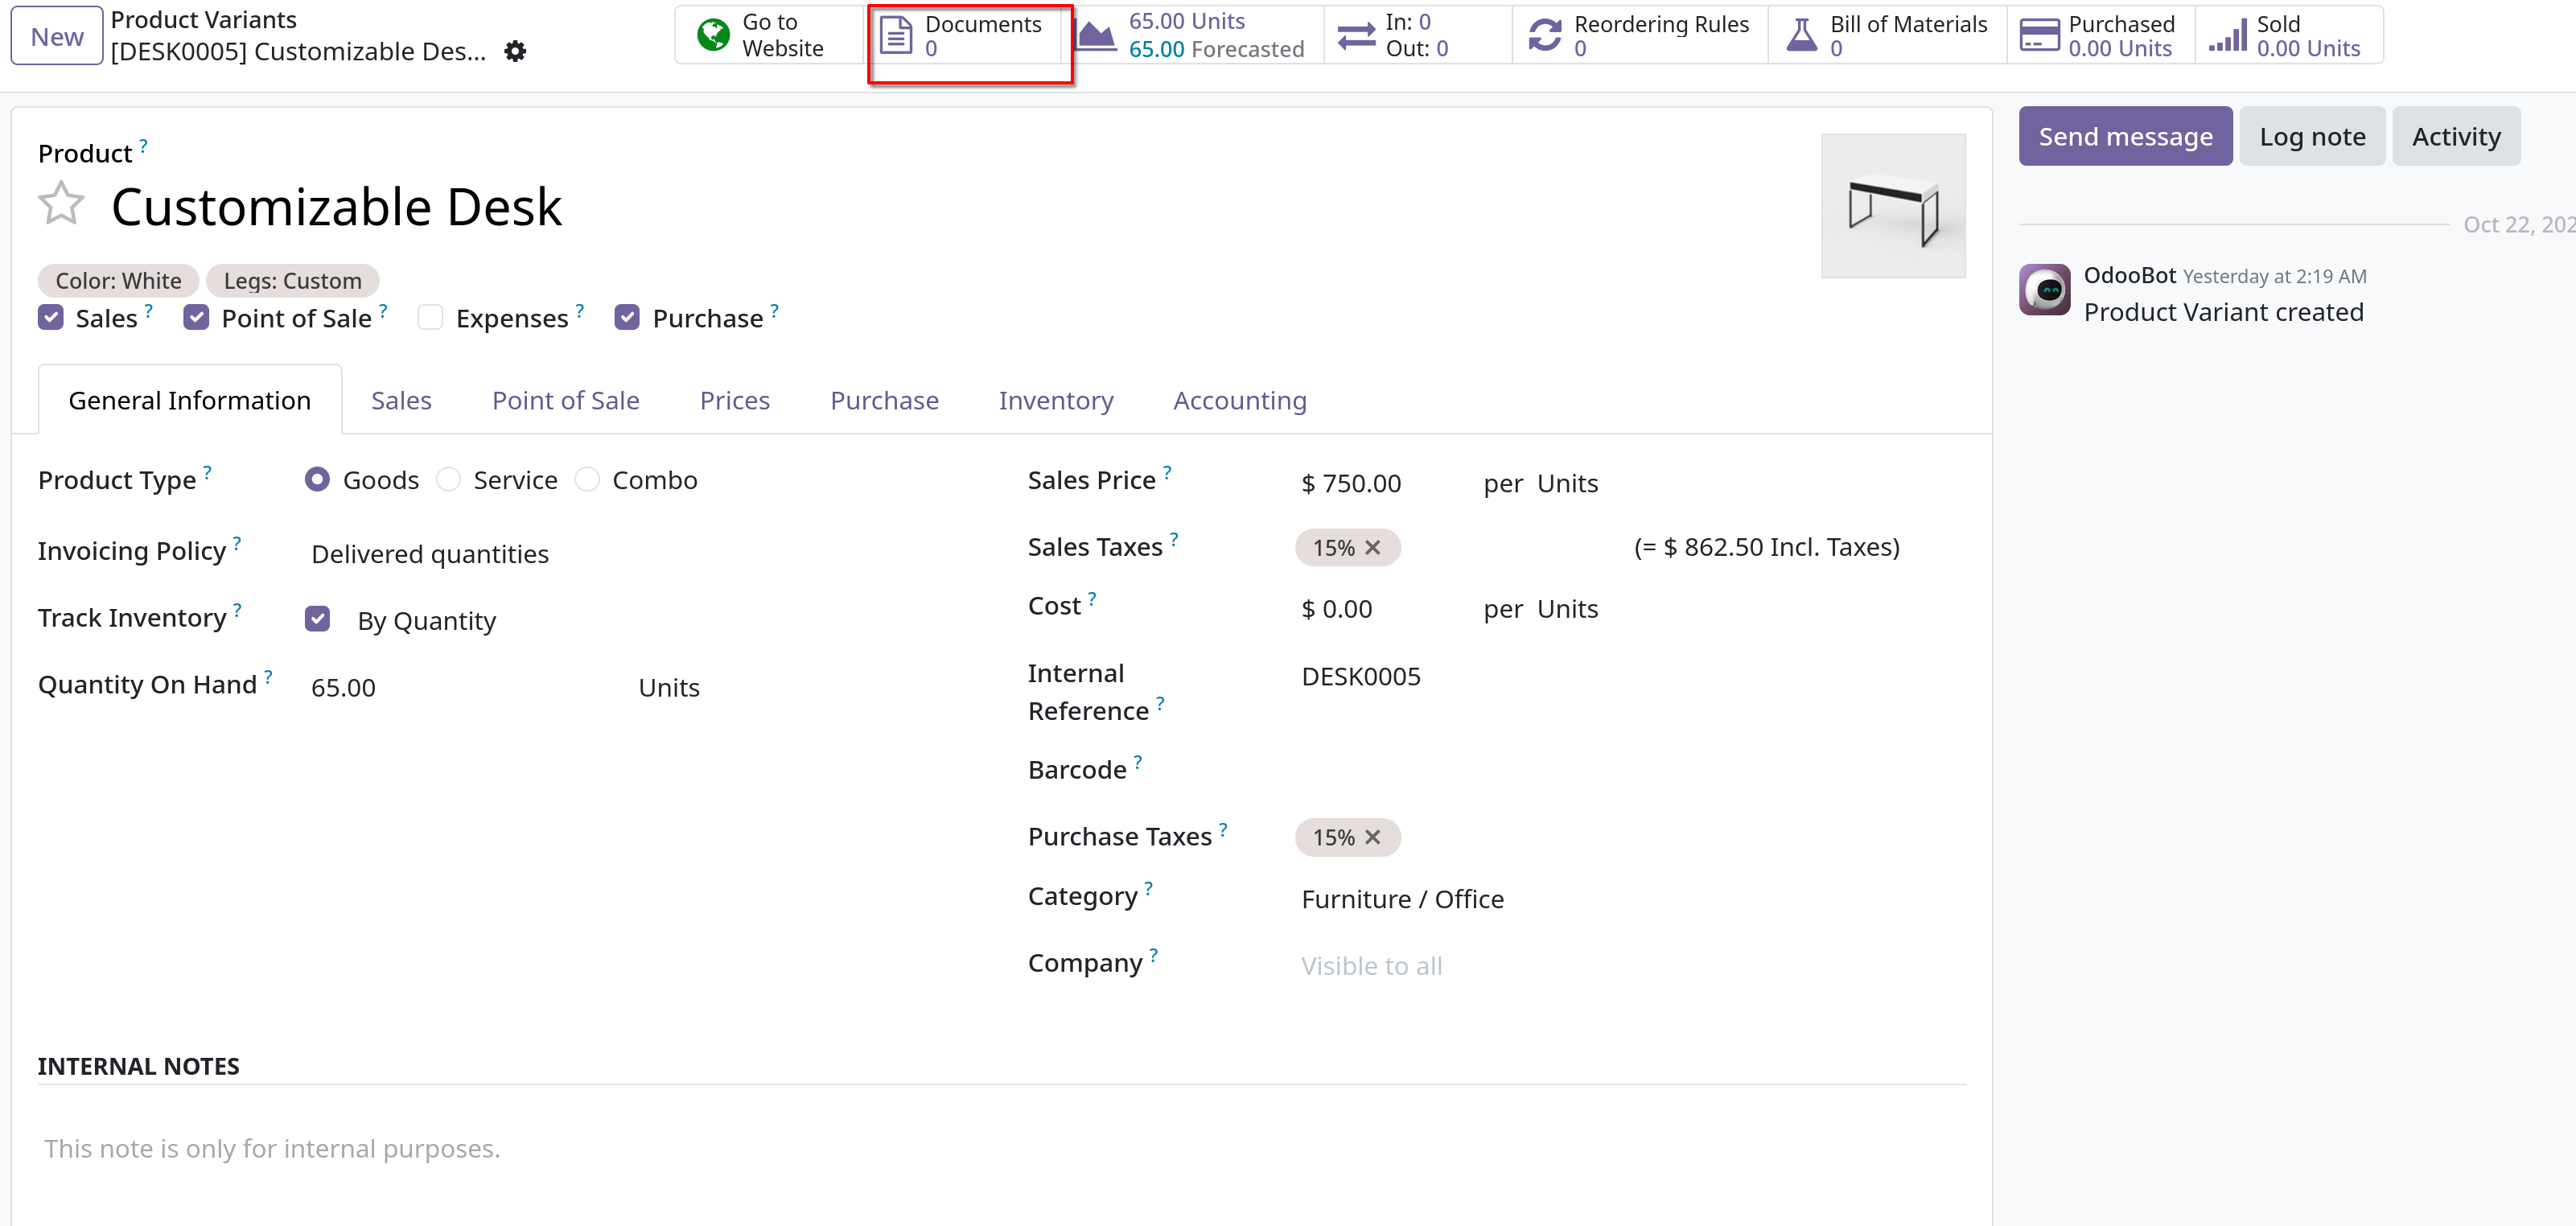 New
Product Variants
[DESK0005] Customizable Des...
Go to
Website
Documents
0
65.00 Units
65.00 Forecasted
In: 0
Out: 0
Reordering Rules
0
Bill of Materials
0
Purchased
0.00 Units
Sold
0.00 Units
Send message
Log note
Activity
Product ?
Customizable Desk
Color: White
Legs: Custom
Sales ?
Point of Sale ?
Expenses ?
Purchase ?
Oct 22, 202
OdooBot Yesterday at 2:19 AM
Product Variant created
General Information
Sales
Point of Sale
Prices
Purchase
Inventory
Accounting
Product Type ?
Goods
Service
Combo
Invoicing Policy ?
Delivered quantities
Track Inventory ?
By Quantity
Quantity On Hand ?
65.00
Units
Sales Price ?
$ 750.00
per Units
Sales Taxes ?
15% ✕
(= $ 862.50 Incl. Taxes)
Cost ?
$ 0.00
per Units
Internal
Reference ?
DESK0005
Barcode ?
Purchase Taxes ?
15% ✕
Category ?
Furniture / Office
Company ?
Visible to all
INTERNAL NOTES
This note is only for internal purposes.